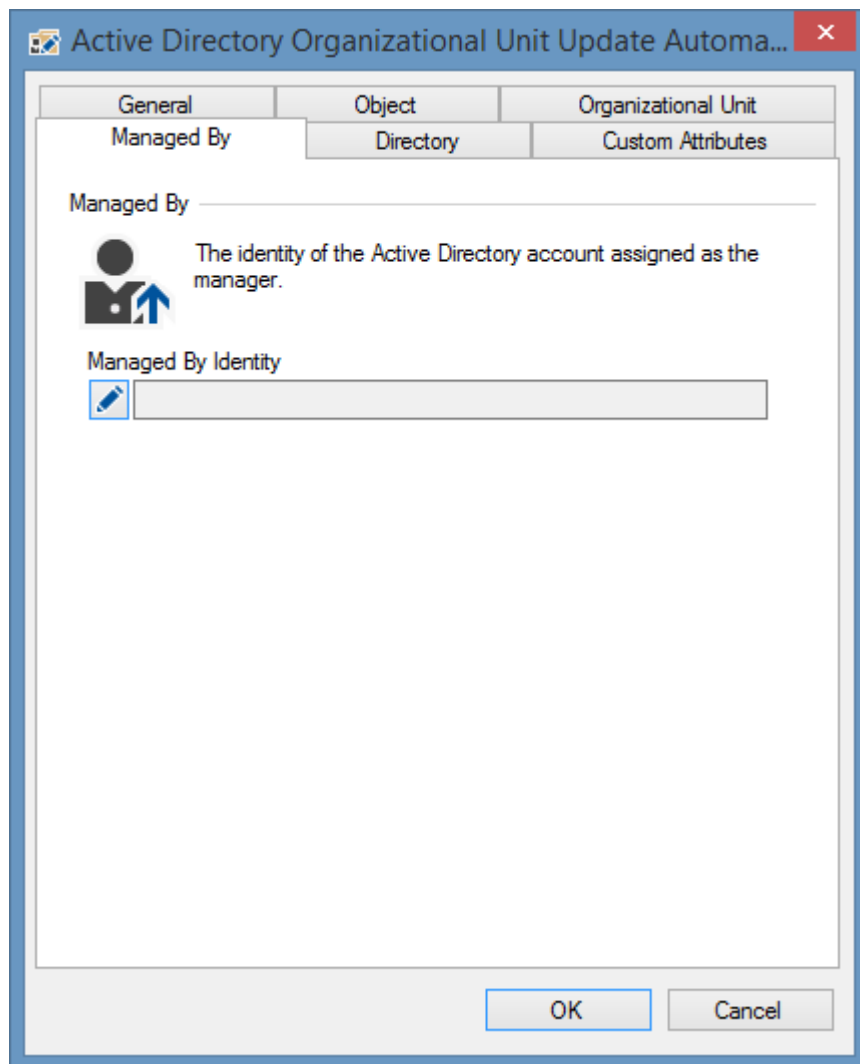 Active Directory Organizational Unit Update Automa...
General Object Organizational Unit
Managed By Directory Custom Attributes
Managed By
The identity of the Active Directory account assigned as the
manager.
Managed By Identity
OK Cancel